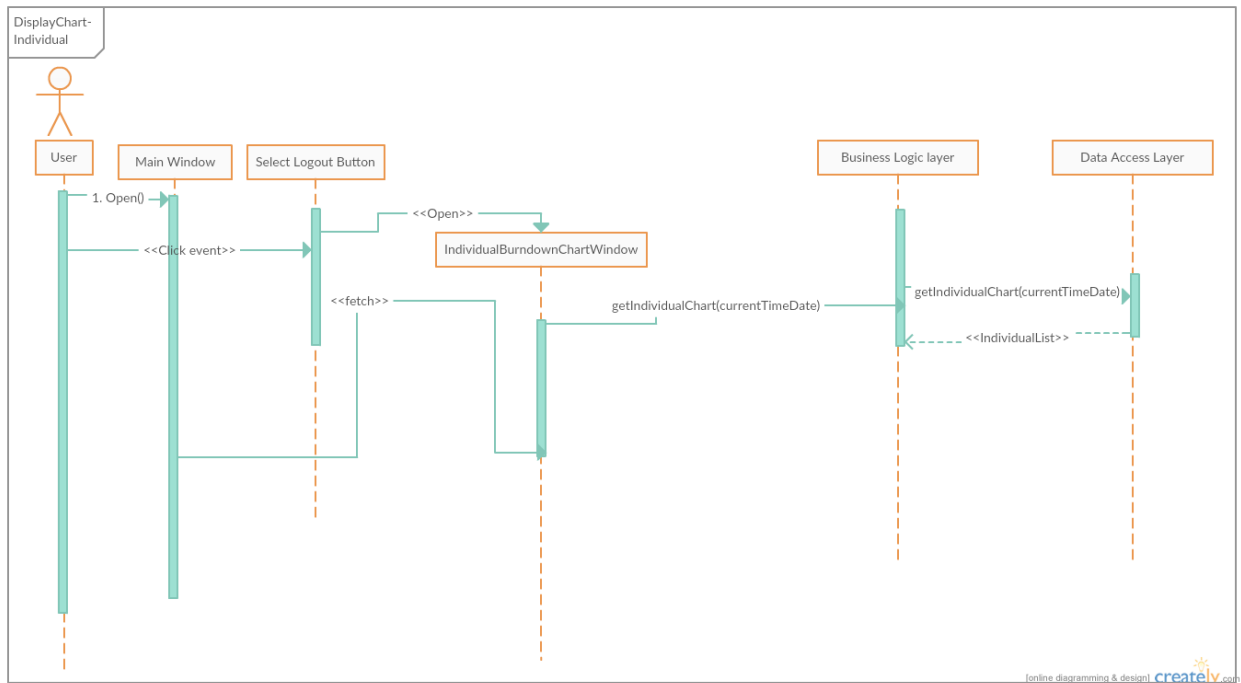 DisplayChart-
Individual
User
Main Window
Select Logout Button
Business Logic layer
Data Access Layer
1. Open()
<<Open>>
<<Click event>>
IndividualBurndownChartWindow
<<fetch>>
getIndividualChart(currentTimeDate)
getIndividualChart(currentTimeDate)
<<IndividualList>>
[online diagramming & design] creately.com